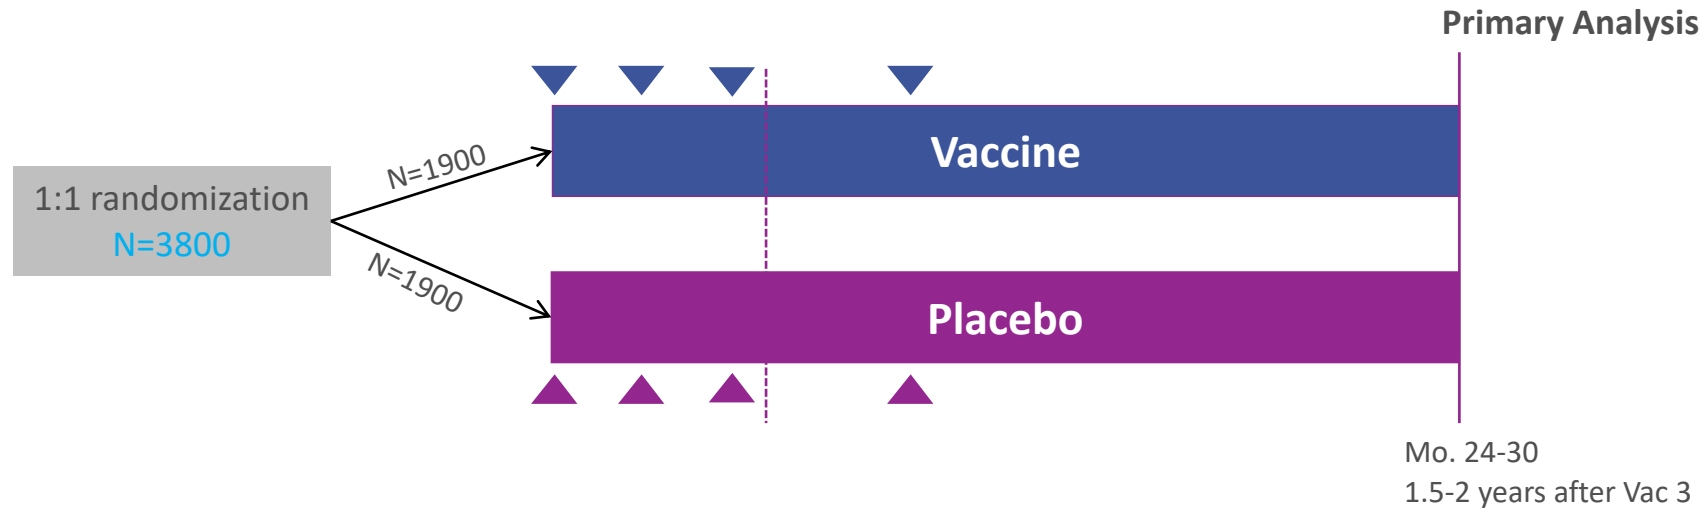 Primary Analysis
N=1900
Vaccine
1:1 randomization
N=3800
N=1900
Placebo
Mo. 24-30
1.5-2 years after Vac 3